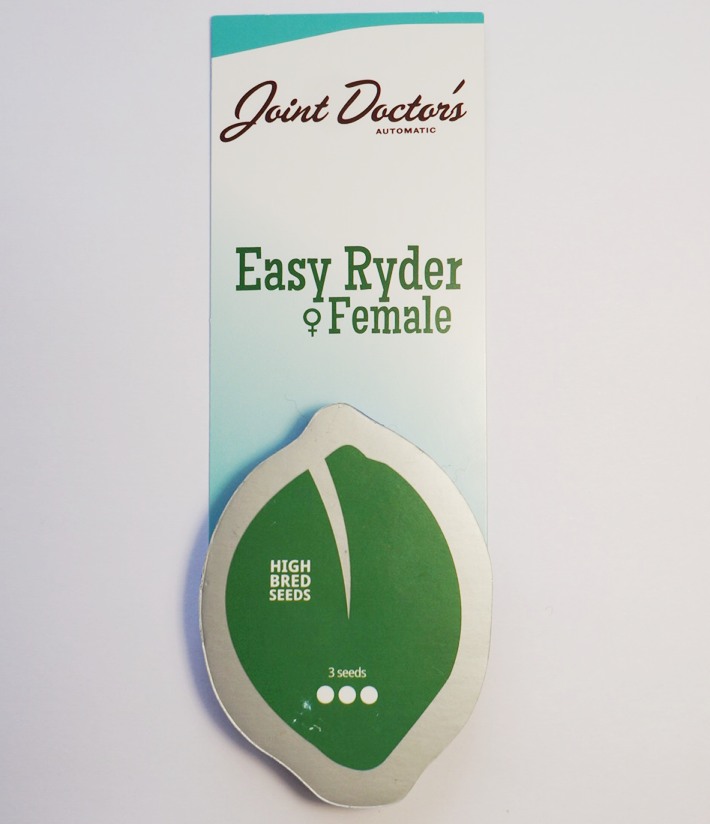 Joint Doctor's
AUTOMATIC
Easy Ryder
♀Female
HIGH
BRED
SEEDS
3 seeds